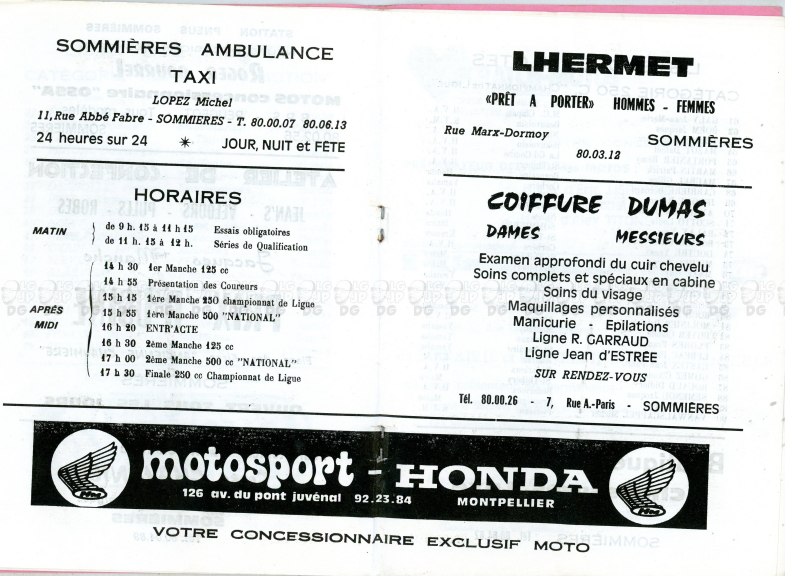 SOMMIÈRES AMBULANCE
TAXI
LOPEZ Michel
11, Rue Abbé Fabre - SOMMIERES - T. 80.00.07 80.06.13
24 heures sur 24 * JOUR, NUIT et FÊTE
HORAIRES
MATIN
de 9 h. 15 à 11 h 15 Essais obligatoires
de 11 h. 15 à 12 h. Séries de Qualification
APRÉS
MIDI
14 h 30 1er Manche 125 cc
14 h 55 Présentation des Coureurs
15 h 15 1ère Manche 250 championnat de Ligue
15 h 55 1ère Manche 500 "NATIONAL"
16 h 20 ENTR'ACTE
16 h 30 2ème Manche 125 cc
17 h 00 2ème Manche 500 cc "NATIONAL"
17 h 30 Finale 250 cc Championnat de Ligue
LHERMET
«PRÊT A PORTER» HOMMES - FEMMES
Rue Marx-Dormoy SOMMIÈRES
80.03.12
COIFFURE DUMAS
DAMES MESSIEURS
Examen approfondi du cuir chevelu
Soins complets et spéciaux en cabine
Soins du visage
Maquillages personnalisés
Manicurie - Epilations
Ligne R. GARRAUD
Ligne Jean d'ESTRÉE
SUR RENDEZ-VOUS
Tél. 80.00.26 - 7, Rue A.-Paris - SOMMIÈRES
motosport - HONDA
126 av. du pont juvénal 92.23.84 MONTPELLIER
VOTRE CONCESSIONNAIRE EXCLUSIF MOTO